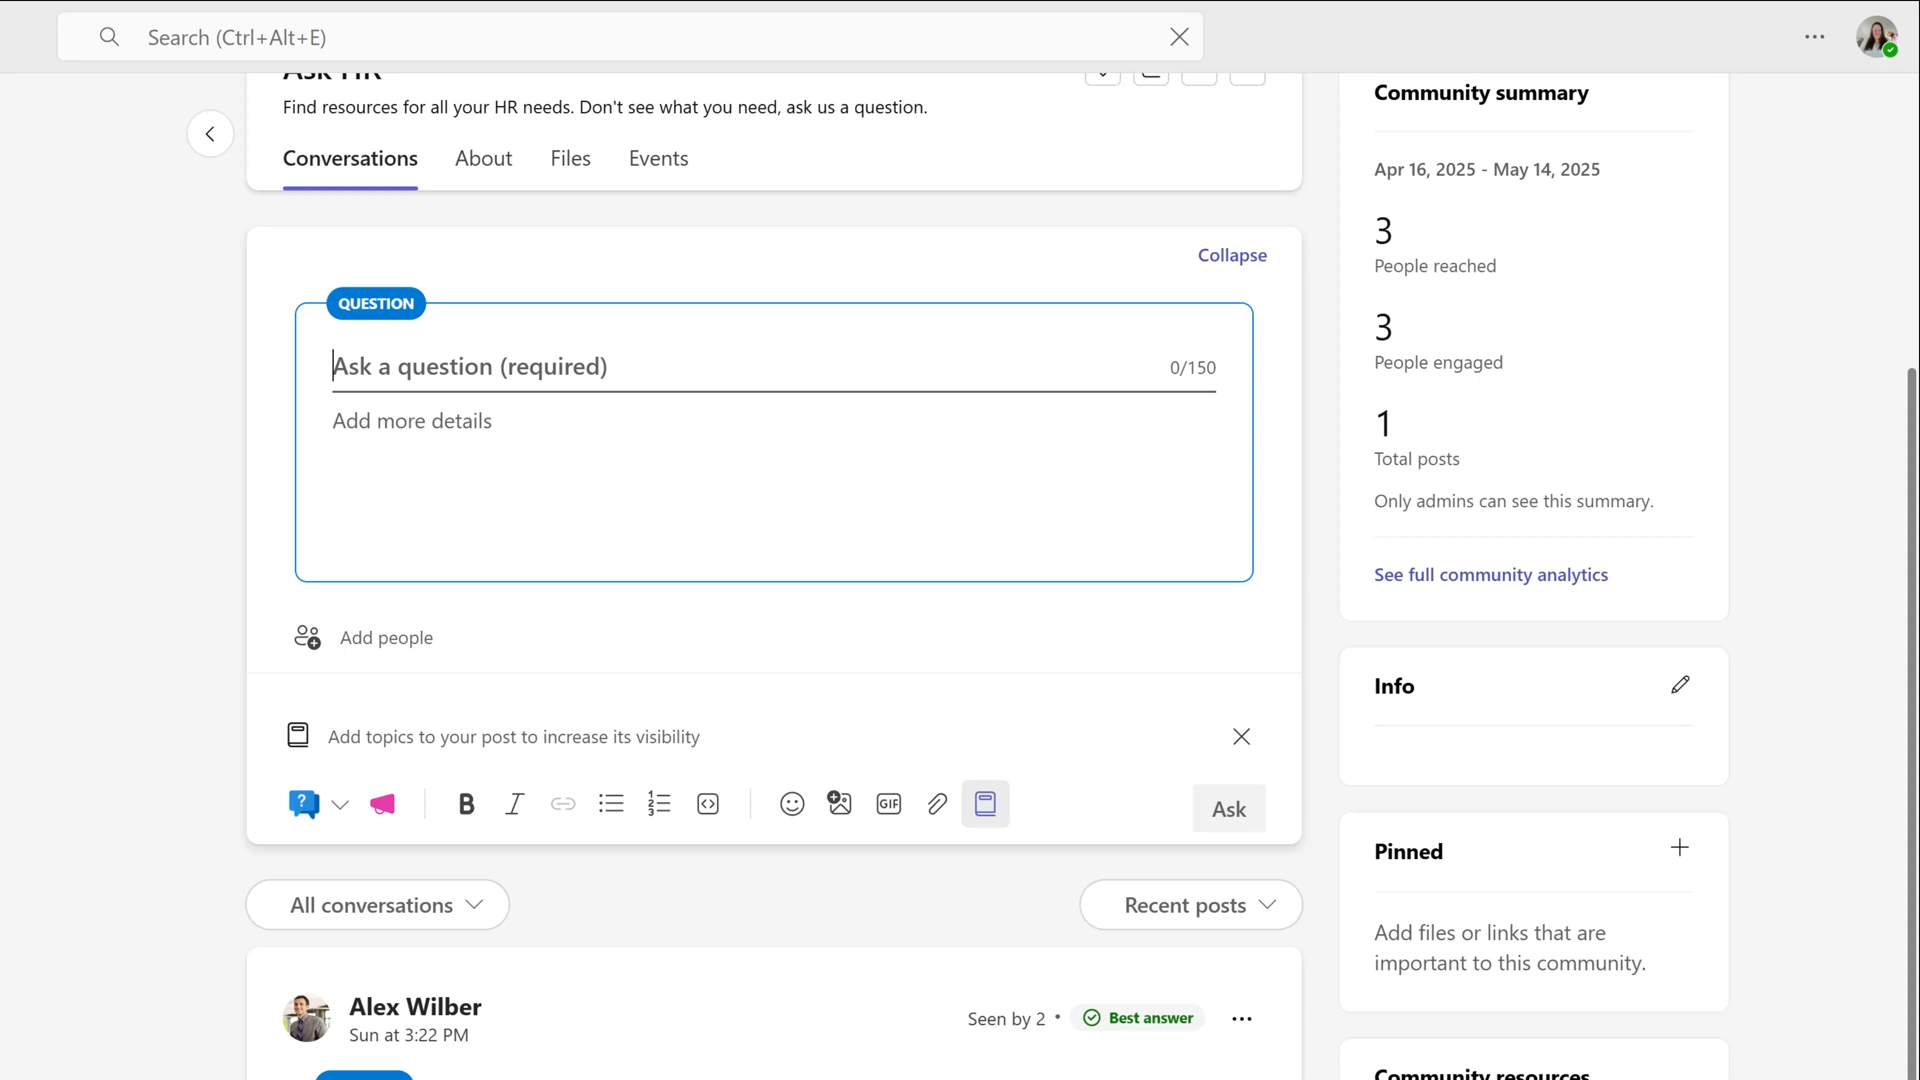 Search (Ctrl+Alt+E)
Ask HR
Find resources for all your HR needs. Don't see what you need, ask us a question.
Conversations
About
Files
Events
Collapse
QUESTION
Ask a question (required)
0/150
Add more details
Add people
Add topics to your post to increase its visibility
B
GIF
Ask
All conversations
Recent posts
Alex Wilber
Sun at 3:22 PM
Seen by 2 •
Best answer
Community summary
Apr 16, 2025 - May 14, 2025
3
People reached
3
People engaged
1
Total posts
Only admins can see this summary.
See full community analytics
Info
Pinned
Add files or links that are
important to this community.
Community resources